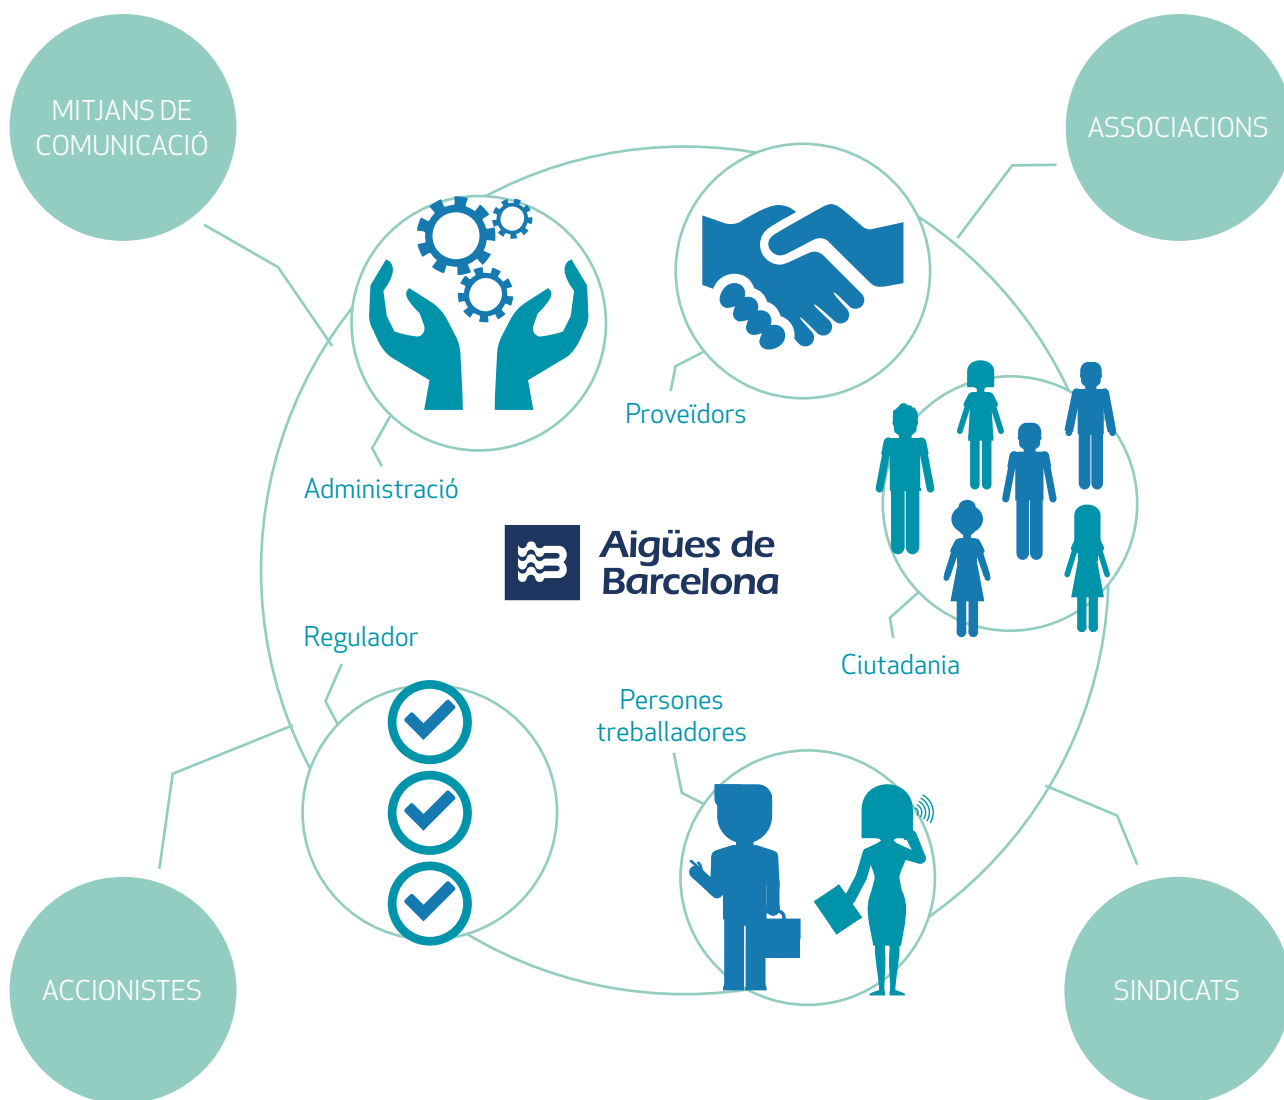 MITJANS DE
COMUNICACIÓ
ASSOCIACIONS
Proveïdors
Administració
Aigües de
Barcelona
Regulador
Ciutadania
Persones
treballadores
ACCIONISTES
SINDICATS